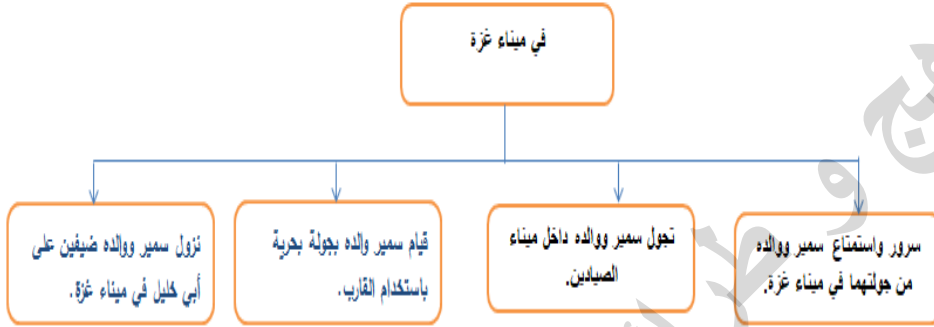 في ميناء غزة
سرور واستمتاع سمير ووالده
من جولتهما في ميناء غزة.
تجول سمير ووالده داخل ميناء
الصيادين.
قيام سمير والده بجولة بحرية
باستخدام القارب.
نزول سمير ووالده ضيفين على
أبي خليل في ميناء غزة.